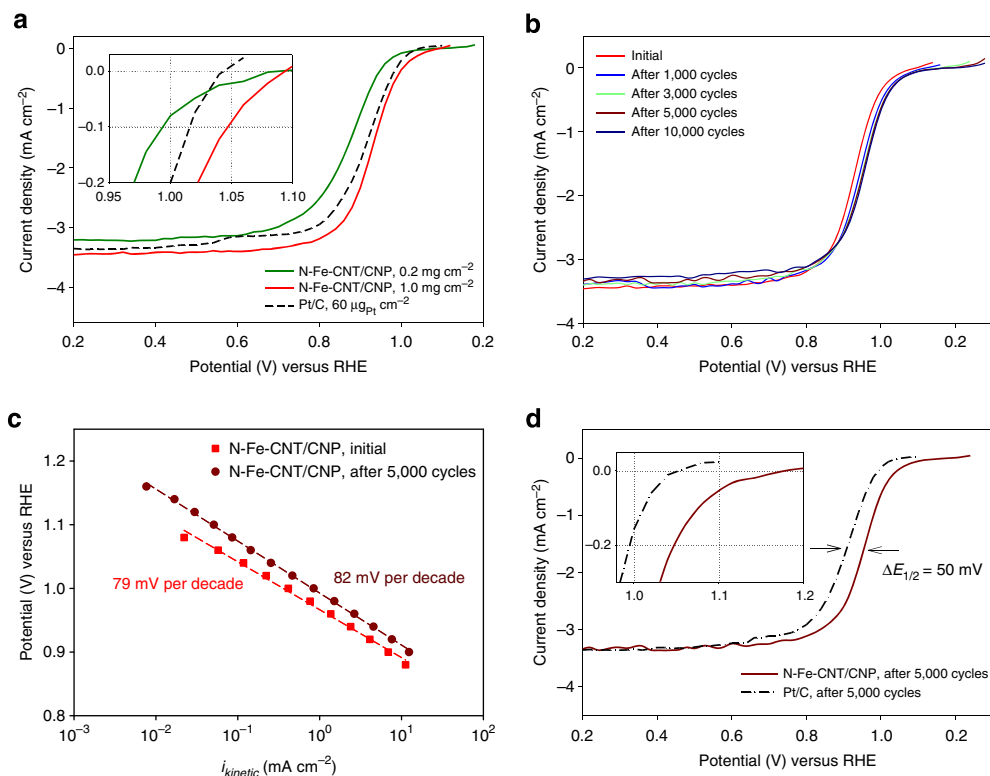 a
0
–1
–2
–3
–4
Current density (mA cm–2)
0.0
–0.1
–0.2
0.95 1.00 1.05 1.10
N-Fe-CNT/CNP, 0.2 mg cm–2
N-Fe-CNT/CNP, 1.0 mg cm–2
Pt/C, 60 μgPt cm–2
0.2 0.4 0.6 0.8 1.0 0.2
Potential (V) versus RHE
b
0
–1
–2
–3
–4
Current density (mA cm–2)
Initial
After 1,000 cycles
After 3,000 cycles
After 5,000 cycles
After 10,000 cycles
0.2 0.4 0.6 0.8 1.0 0.2
Potential (V) versus RHE
c
1.2
1.1
1.0
0.9
0.8
Potential (V) versus RHE
N-Fe-CNT/CNP, initial
N-Fe-CNT/CNP, after 5,000 cycles
79 mV per decade
82 mV per decade
10–3 10–2 10–1 100 101 102
ikinetic (mA cm–2)
d
0
–1
–2
–3
–4
Current density (mA cm–2)
0.0
–0.2
1.0 1.1 1.2
ΔE1/2 = 50 mV
N-Fe-CNT/CNP, after 5,000 cycles
Pt/C, after 5,000 cycles
0.2 0.4 0.6 0.8 1.0 0.2
Potential (V) versus RHE